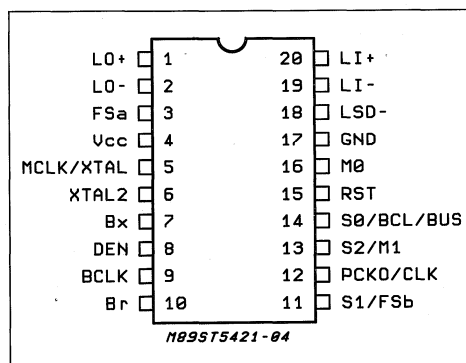 LO+ 1 20 LI+
LO- 2 19 LI-
FSa 3 18 LSD-
Vcc 4 17 GND
MCLK/XTAL 5 16 M0
XTAL2 6 15 RST
Bx 7 14 S0/BCL/BUS
DEN 8 13 S2/M1
BCLK 9 12 PCKO/CLK
Br 10 11 S1/FSb
M89ST5421-04